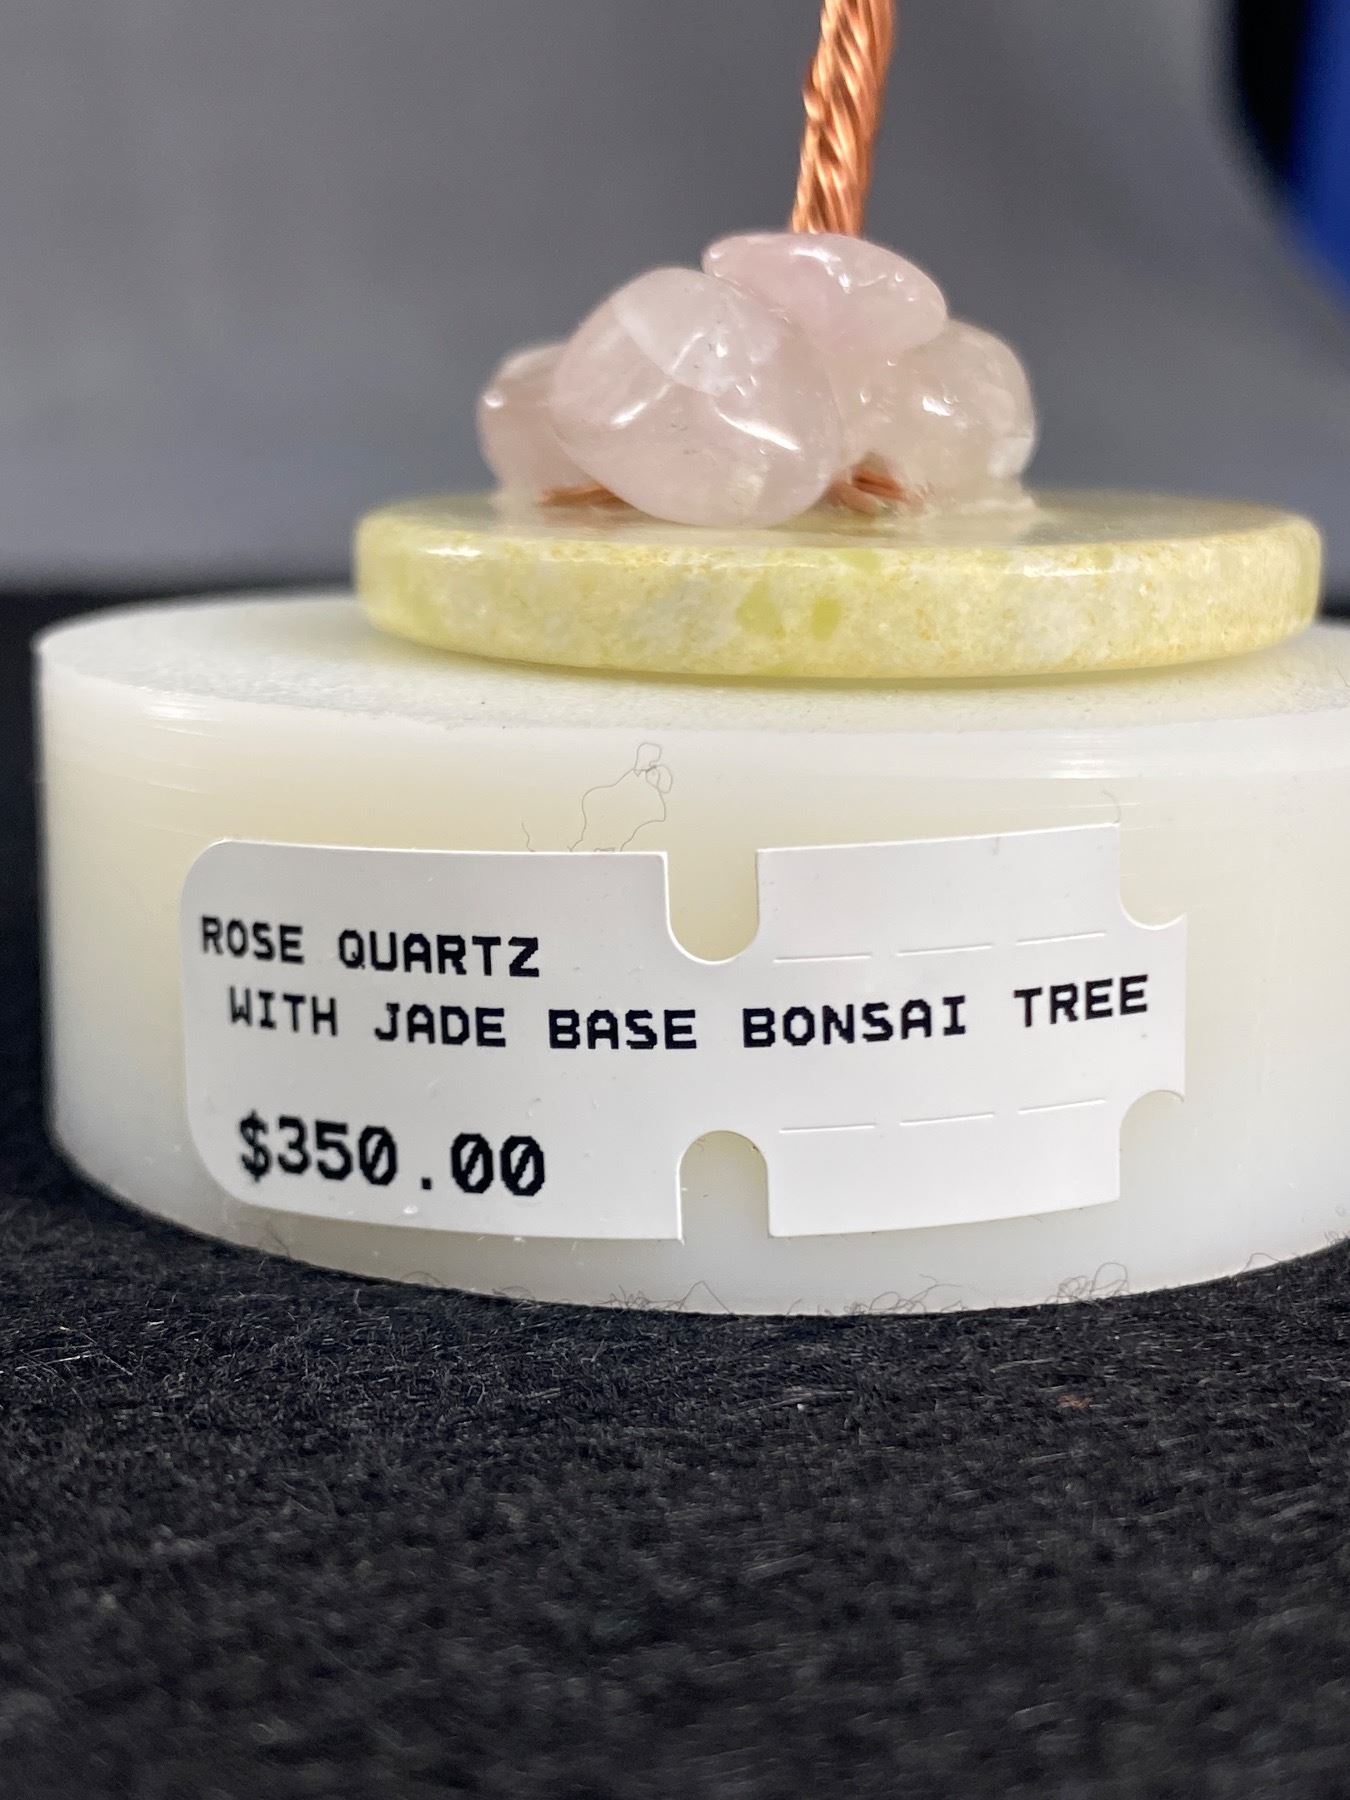 ROSE QUARTZ
WITH JADE BASE BONSAI TREE
$350.00